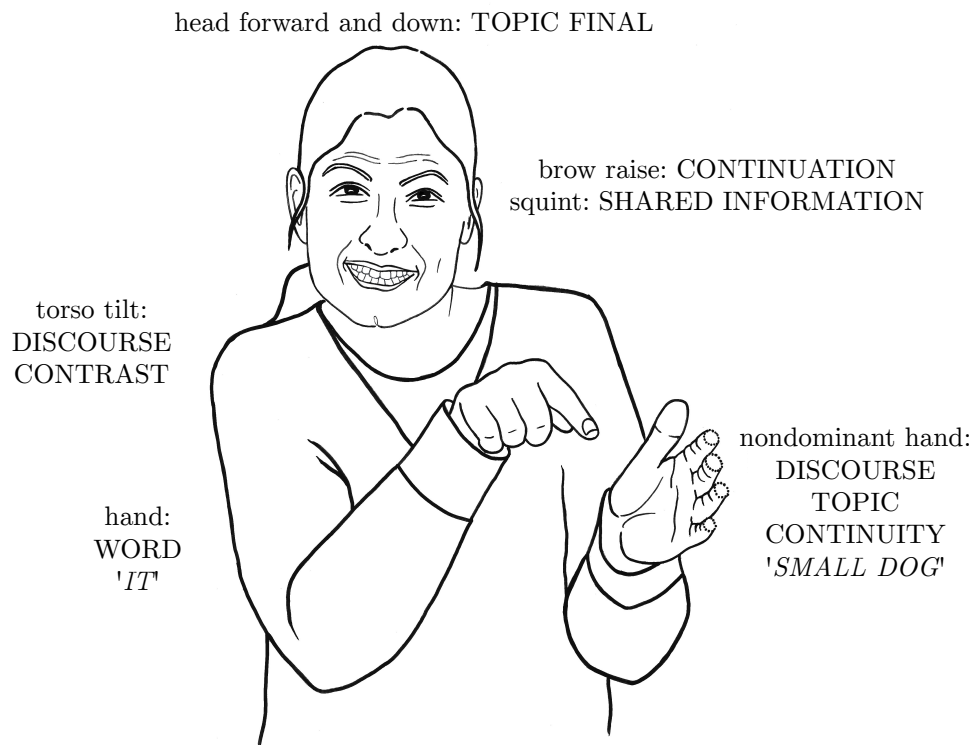 head forward and down: TOPIC FINAL
brow raise: CONTINUATION
squint: SHARED INFORMATION
torso tilt:
DISCOURSE
CONTRAST
nondominant hand:
DISCOURSE
TOPIC
CONTINUITY
'SMALL DOG'
hand:
WORD
'IT'